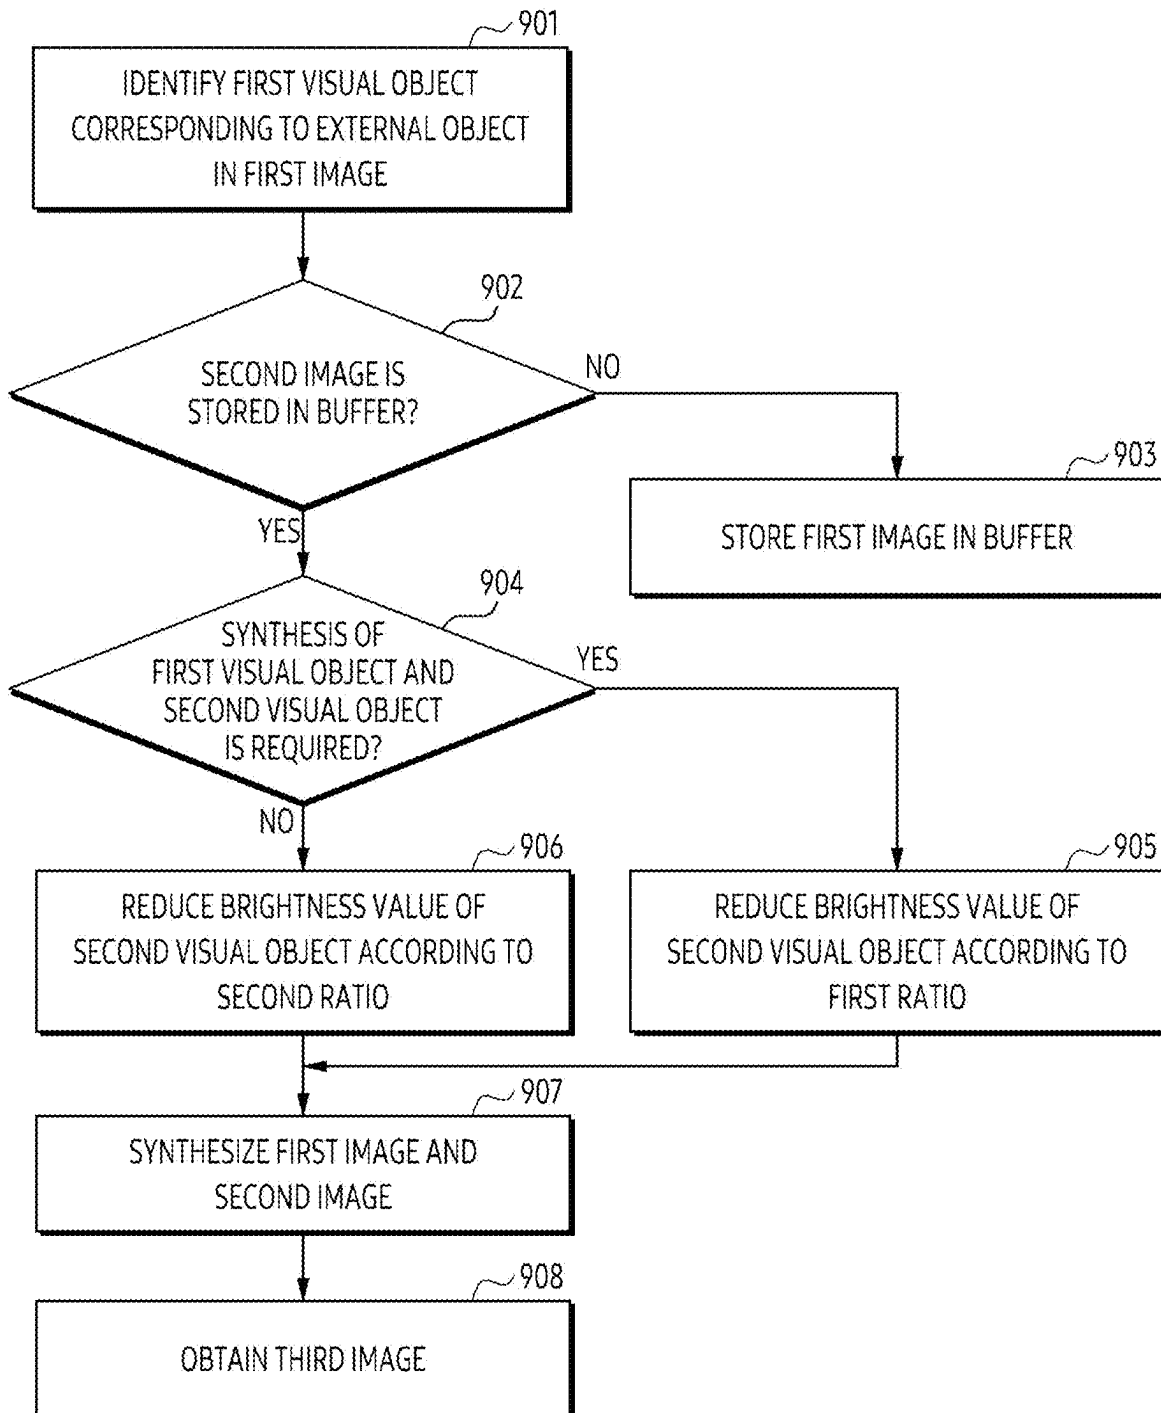 901
IDENTIFY FIRST VISUAL OBJECT
CORRESPONDING TO EXTERNAL OBJECT
IN FIRST IMAGE
902
SECOND IMAGE IS
STORED IN BUFFER?
NO
903
STORE FIRST IMAGE IN BUFFER
YES
904
SYNTHESIS OF
FIRST VISUAL OBJECT AND
SECOND VISUAL OBJECT
IS REQUIRED?
YES
NO
906
REDUCE BRIGHTNESS VALUE OF
SECOND VISUAL OBJECT ACCORDING TO
SECOND RATIO
905
REDUCE BRIGHTNESS VALUE OF
SECOND VISUAL OBJECT ACCORDING TO
FIRST RATIO
907
SYNTHESIZE FIRST IMAGE AND
SECOND IMAGE
908
OBTAIN THIRD IMAGE